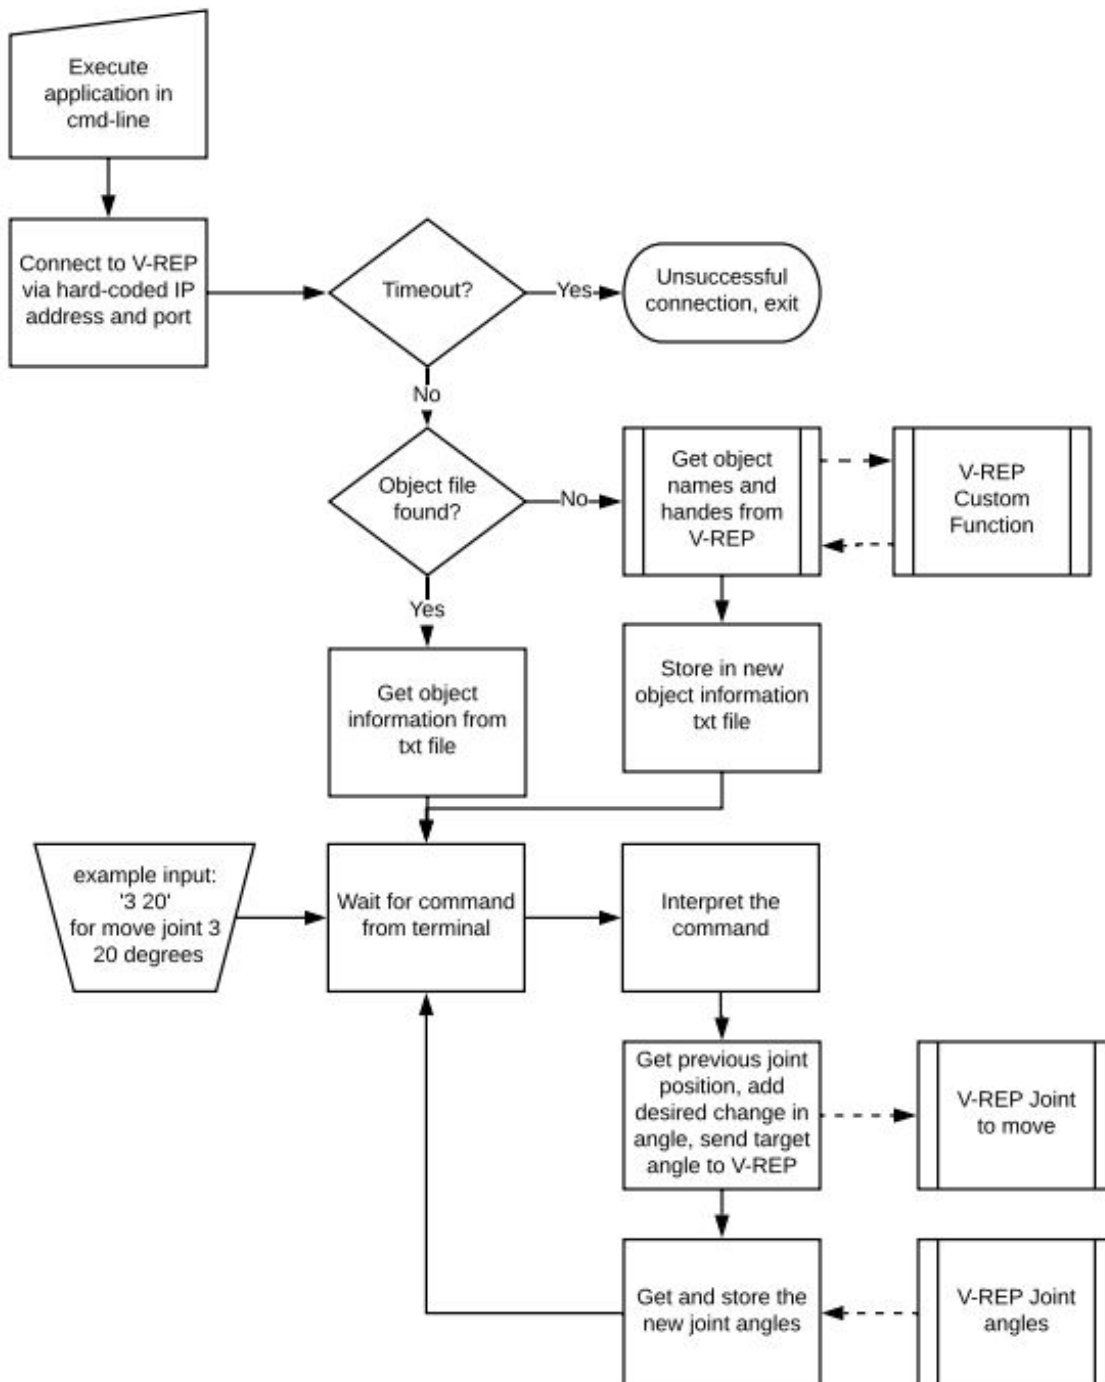 Execute
application in
cmd-line
Connect to V-REP
via hard-coded IP
address and port
Timeout?
Yes
Unsuccessful
connection, exit
No
Object file
found?
No
Get object
names and
handes from
V-REP
V-REP
Custom
Function
Yes
Get object
information from
txt file
Store in new
object information
txt file
example input:
'3 20'
for move joint 3
20 degrees
Wait for command
from terminal
Interpret the
command
Get previous joint
position, add
desired change in
angle, send target
angle to V-REP
V-REP Joint
to move
Get and store the
new joint angles
V-REP Joint
angles